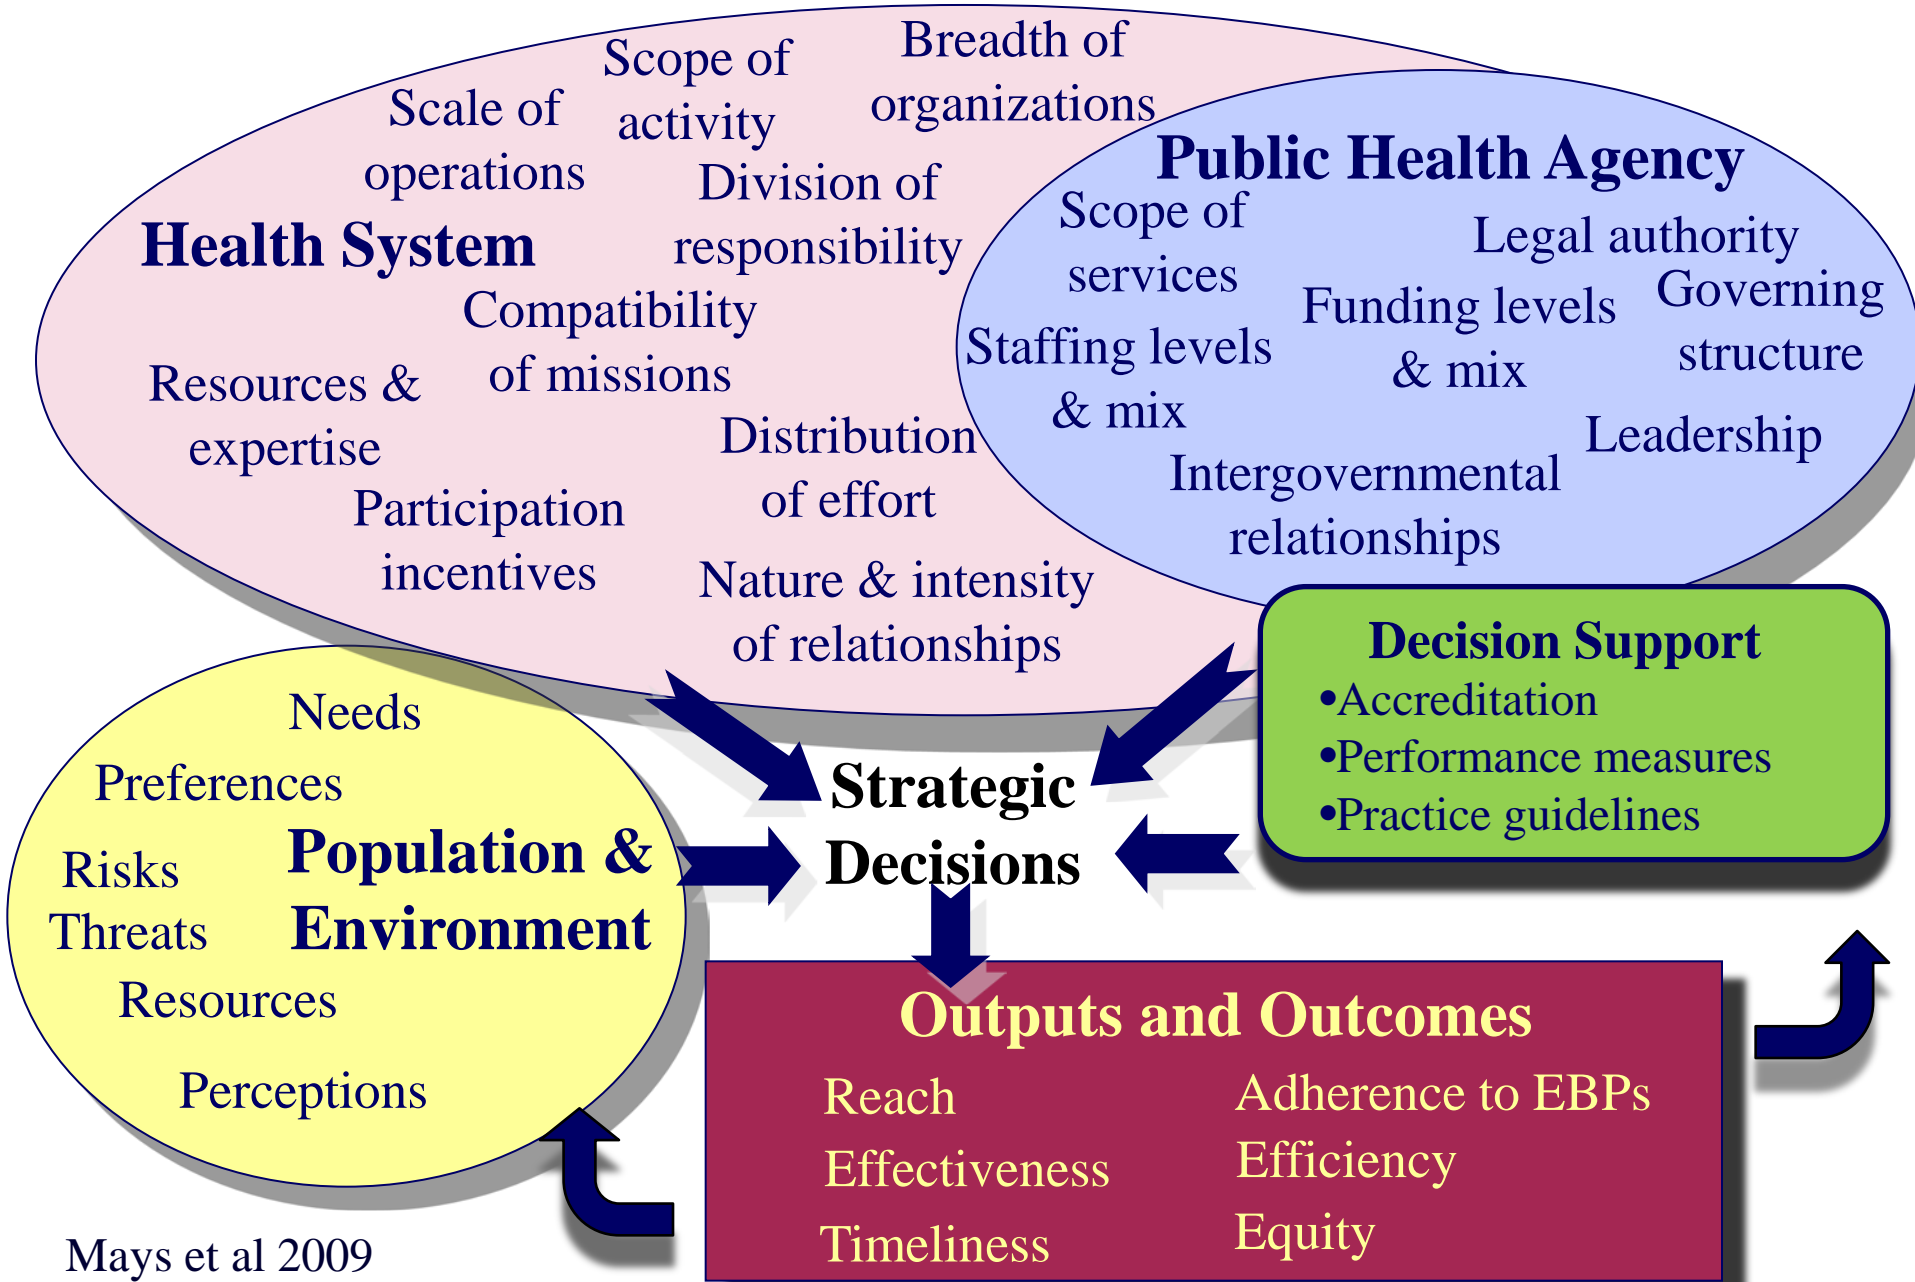 Breadth of
organizations
Scope of
activity
Scale of
operations
Division of
responsibility
Health System
Compatibility
of missions
Resources &
expertise
Distribution
of effort
Participation
incentives
Nature & intensity
of relationships
Public Health Agency
Scope of
services
Legal authority
Governing
structure
Funding levels
& mix
Staffing levels
& mix
Leadership
Intergovernmental
relationships
Decision Support
•Accreditation
•Performance measures
•Practice guidelines
Needs
Preferences
Population &
Environment
Risks
Threats
Resources
Perceptions
Strategic
Decisions
Outputs and Outcomes
Reach
Adherence to EBPs
Effectiveness
Efficiency
Timeliness
Equity
Mays et al 2009